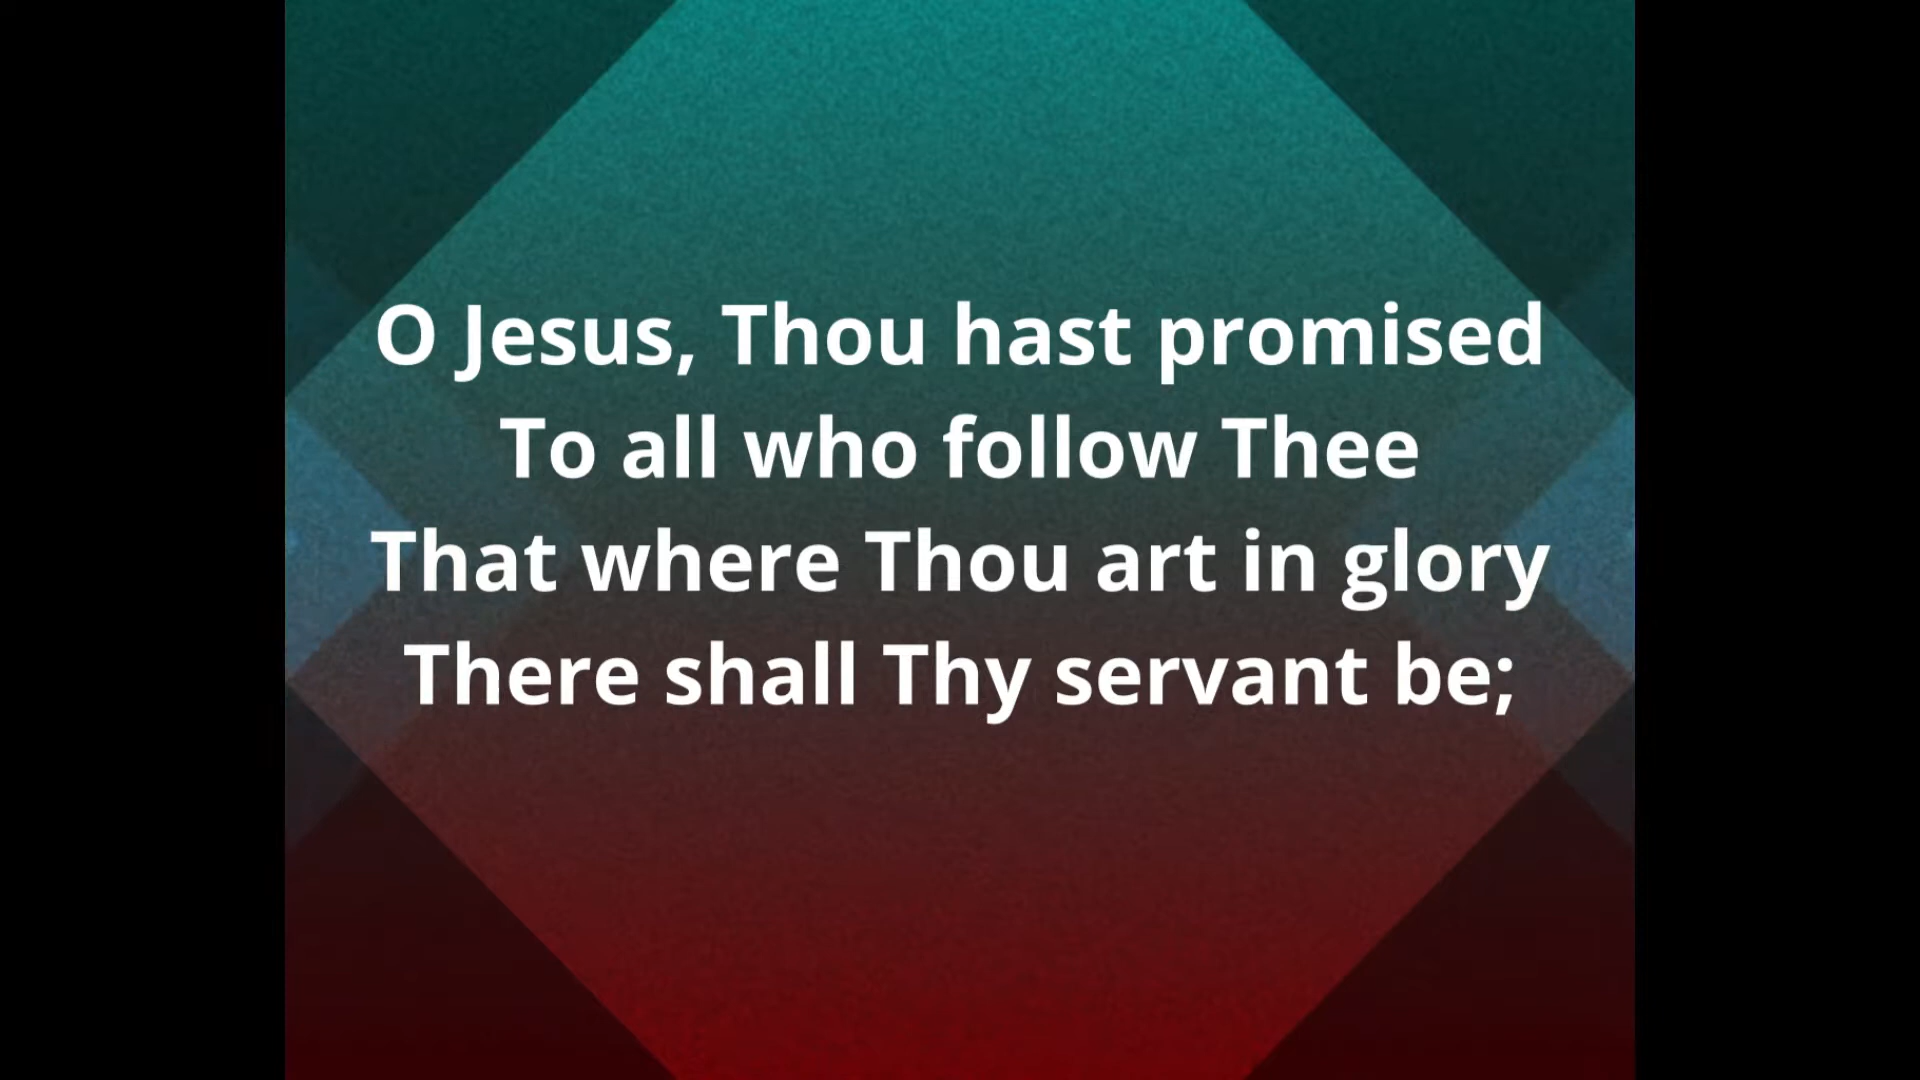 O Jesus, Thou hast promised
To all who follow Thee
That where Thou art in glory
There shall Thy servant be;